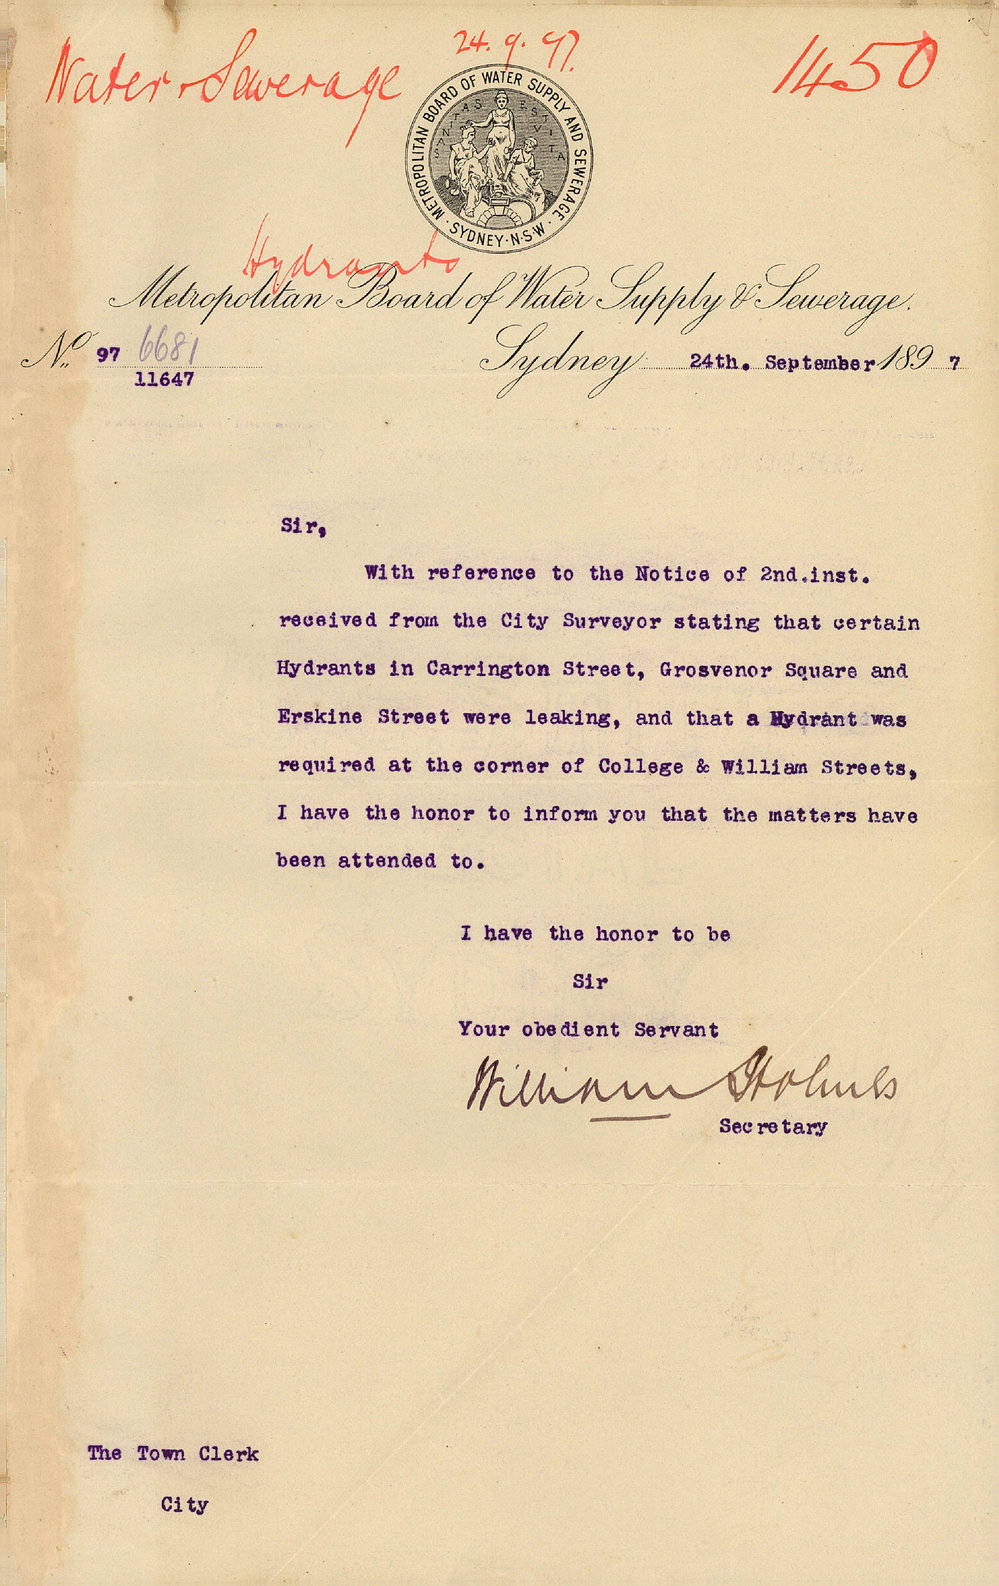 24. 9. 97.
Water & Sewerage
1450
METROPOLITAN BOARD OF WATER SUPPLY AND SEWERAGE
SANITAS EST VITA
· SYDNEY · N·S·W ·
Hydrants
Metropolitan Board of Water Supply & Sewerage.
No. 97 6681
11647
Sydney 24th. September 1897
Sir,
With reference to the Notice of 2nd.inst.
received from the City Surveyor stating that certain
Hydrants in Carrington Street, Grosvenor Square and
Erskine Street were leaking, and that a Hydrant was
required at the corner of College & William Streets,
I have the honor to inform you that the matters have
been attended to.
I have the honor to be
Sir
Your obedient Servant
William Holmes
Secretary
The Town Clerk
City